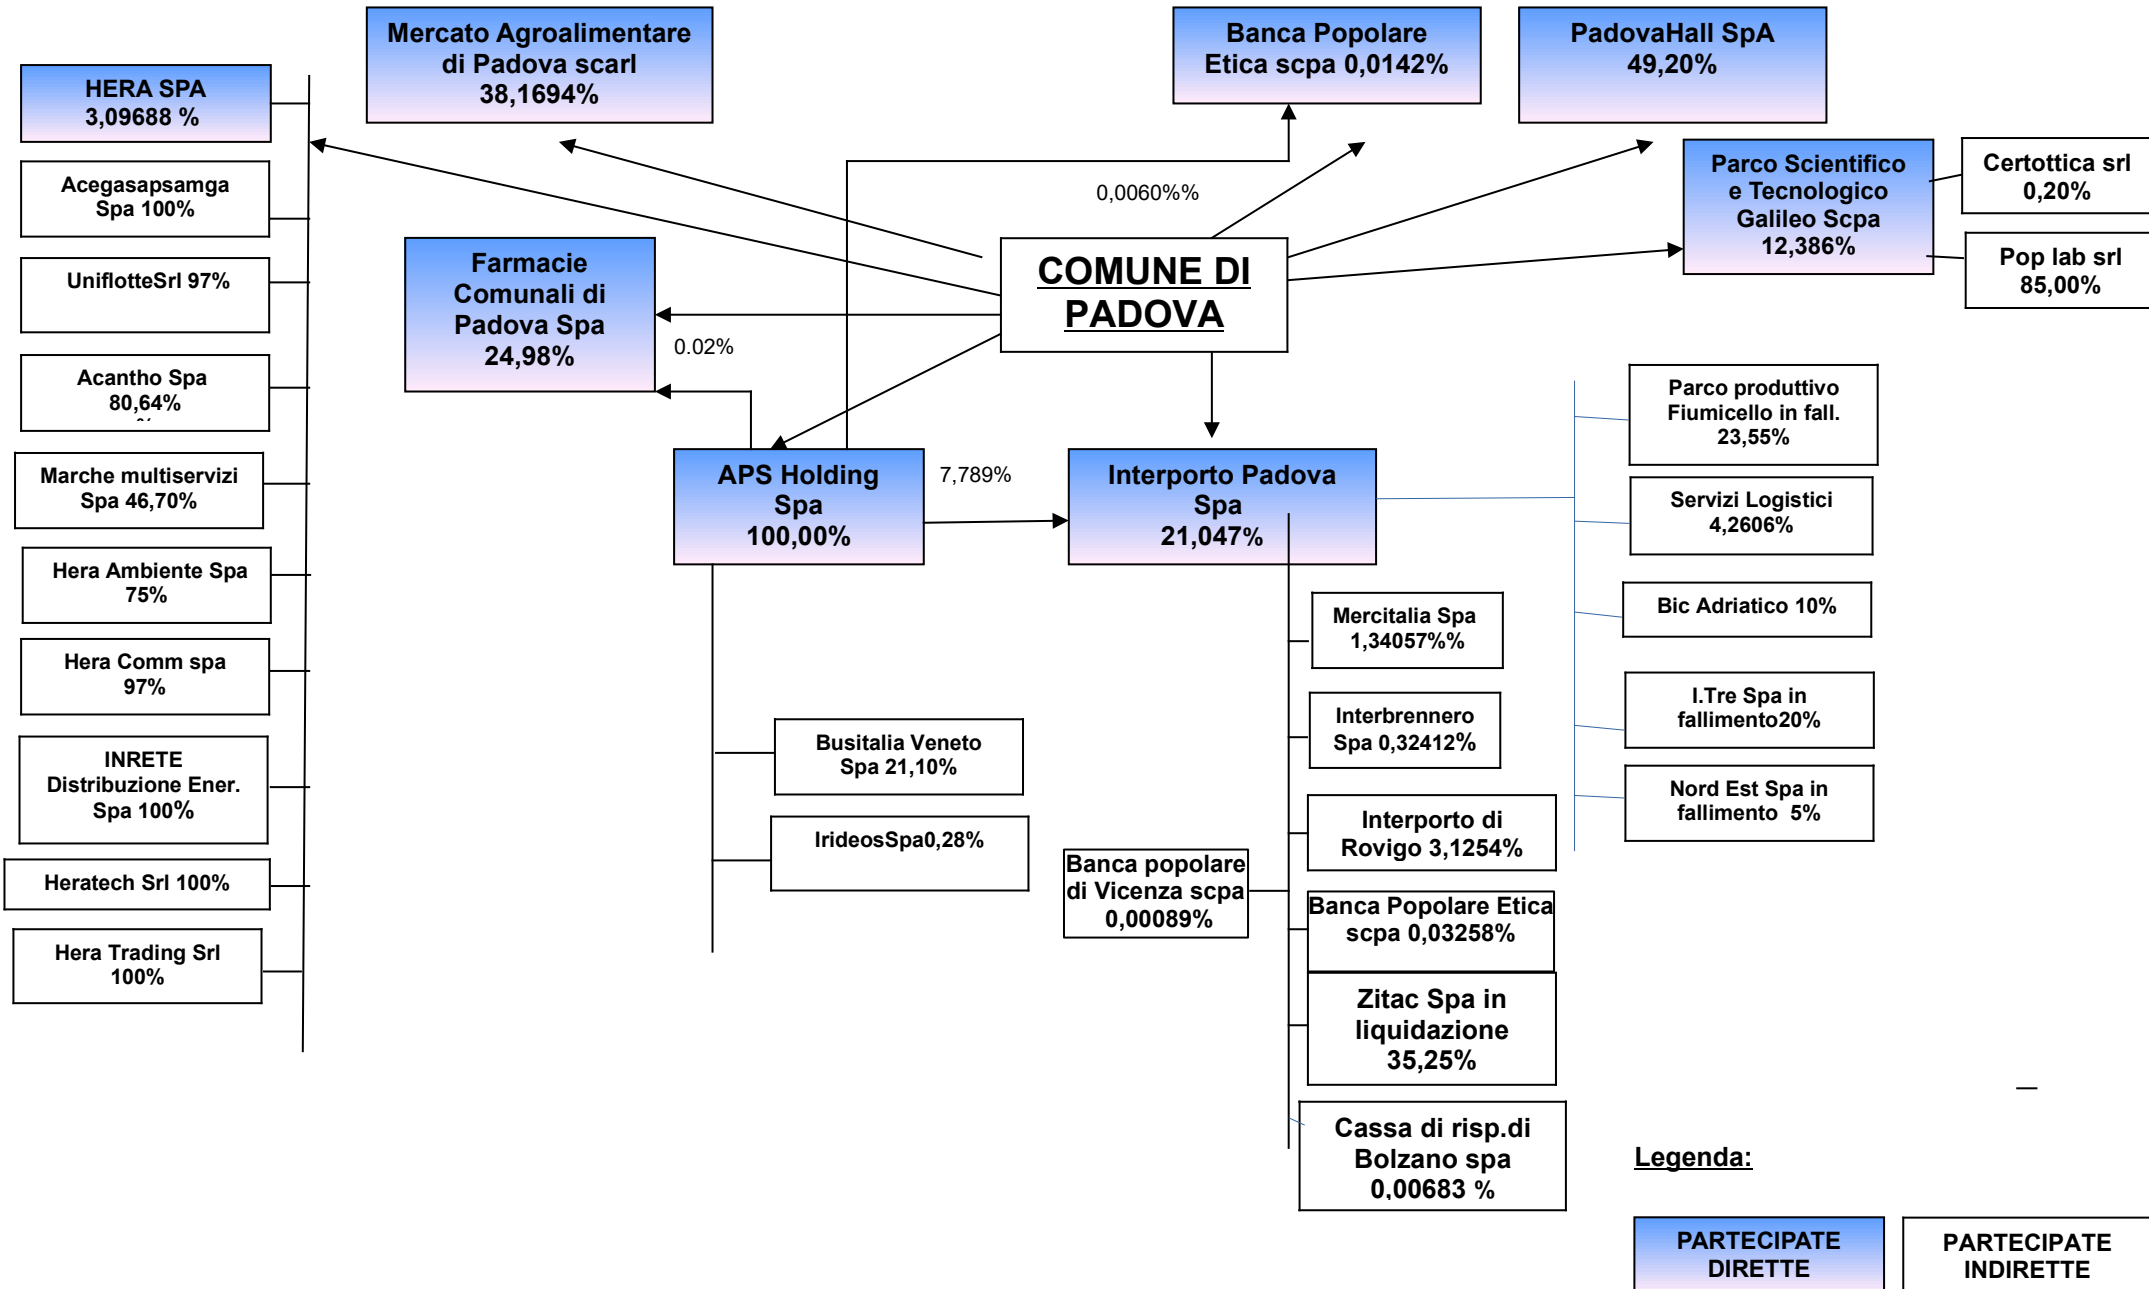 Mercato Agroalimentare
di Padova scarl
38,1694%
Banca Popolare
Etica scpa 0,0142%
PadovaHall SpA
49,20%
HERA SPA
3,09688 %
Acegasapsamga
Spa 100%
UniflotteSrl 97%
Acantho Spa
80,64%
Marche multiservizi
Spa 46,70%
Hera Ambiente Spa
75%
Hera Comm spa
97%
INRETE
Distribuzione Ener.
Spa 100%
Heratech Srl 100%
Hera Trading Srl
100%
Farmacie
Comunali di
Padova Spa
24,98%
0.02%
0,0060%%
COMUNE DI
PADOVA
Parco Scientifico
e Tecnologico
Galileo Scpa
12,386%
Certottica srl
0,20%
Pop lab srl
85,00%
APS Holding
Spa
100,00%
7,789%
Interporto Padova
Spa
21,047%
Busitalia Veneto
Spa 21,10%
IrideosSpa0,28%
Mercitalia Spa
1,34057%%
Interbrennero
Spa 0,32412%
Interporto di
Rovigo 3,1254%
Banca popolare
di Vicenza scpa
0,00089%
Banca Popolare Etica
scpa 0,03258%
Zitac Spa in
liquidazione
35,25%
Cassa di risp.di
Bolzano spa
0,00683 %
Parco produttivo
Fiumicello in fall.
23,55%
Servizi Logistici
4,2606%
Bic Adriatico 10%
I.Tre Spa in
fallimento20%
Nord Est Spa in
fallimento 5%
Legenda:
PARTECIPATE
DIRETTE
PARTECIPATE
INDIRETTE